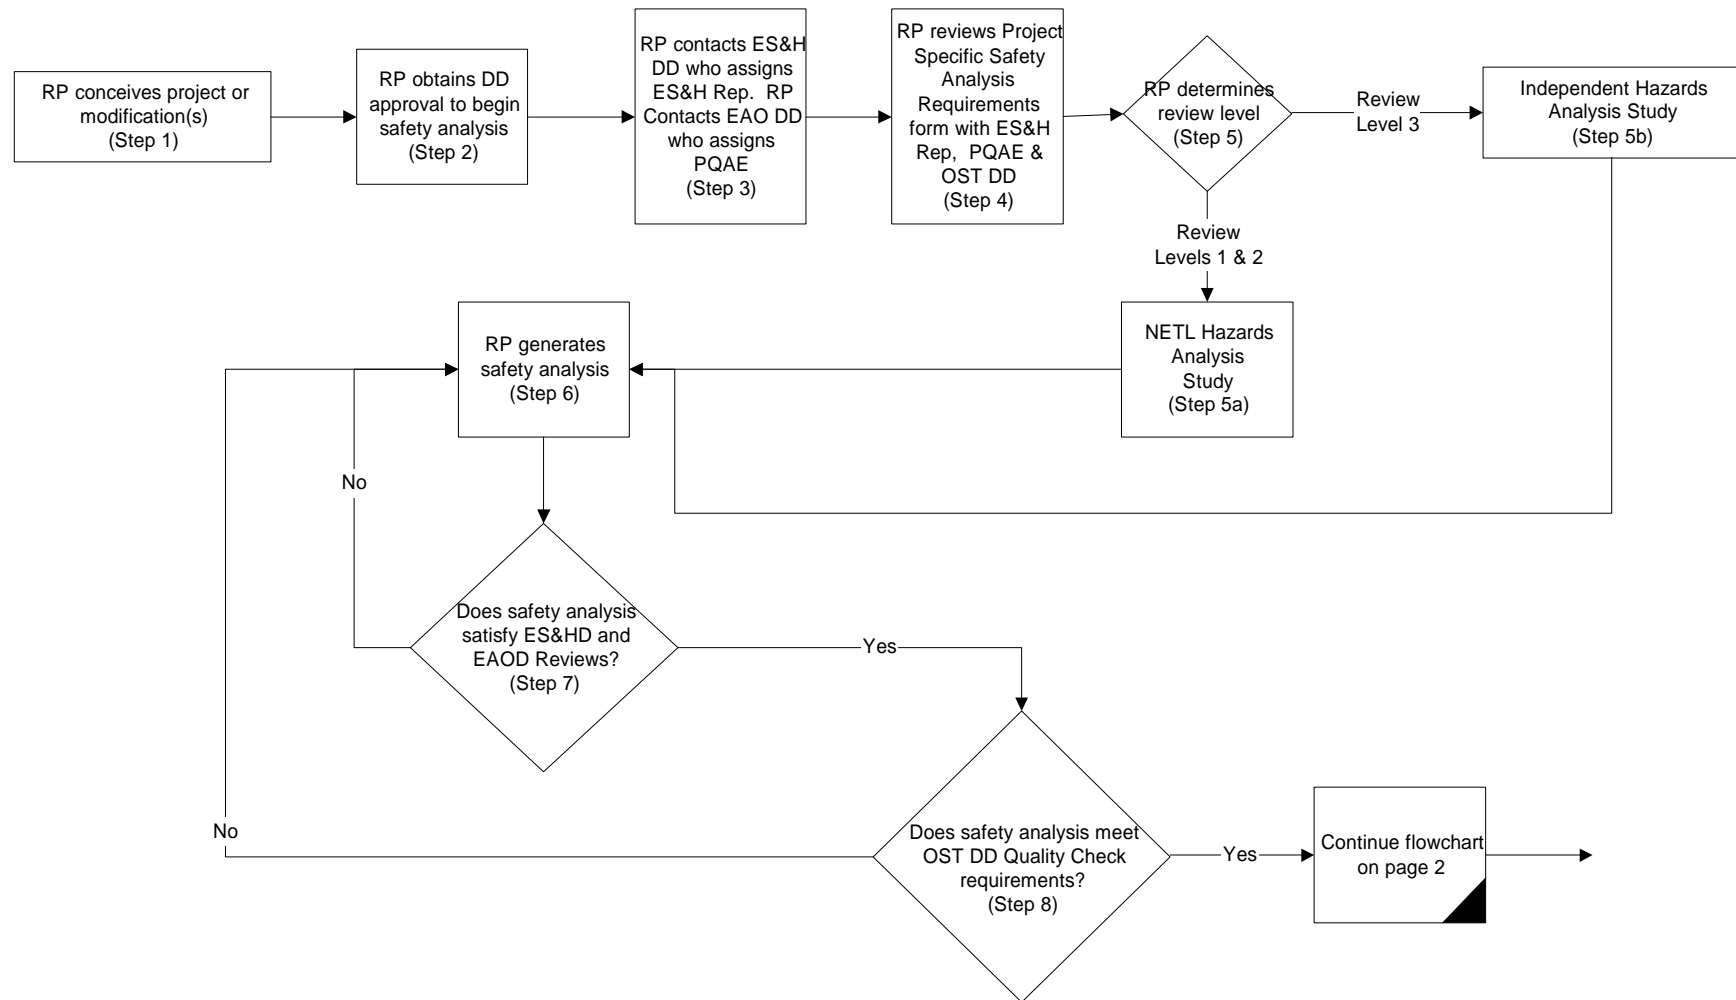 RP conceives project or
modification(s)
(Step 1)
RP obtains DD
approval to begin
safety analysis
(Step 2)
RP contacts ES&H
DD who assigns
ES&H Rep.  RP
Contacts EAO DD
who assigns
PQAE
(Step 3)
RP reviews Project
Specific Safety
Analysis
Requirements
form with ES&H
Rep,  PQAE &
OST DD
(Step 4)
RP determines
review level
(Step 5)
Review
Level 3
Independent Hazards
Analysis Study
(Step 5b)
Review
Levels 1 & 2
NETL Hazards
Analysis
Study
(Step 5a)
RP generates
safety analysis
(Step 6)
No
Does safety analysis
satisfy ES&HD and
EAOD Reviews?
(Step 7)
Yes
No
Does safety analysis meet
OST DD Quality Check
requirements?
(Step 8)
Yes
Continue flowchart
on page 2